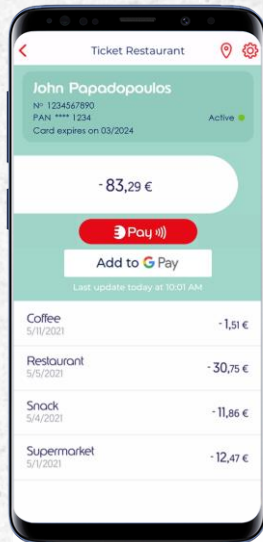 Ticket Restaurant
John Papadopoulos
Nº 1234567890
PAN **** 1234
Active
Card expires on 03/2024
- 83,29 €
Pay
Add to G Pay
Last update today at 10:01 AM
Coffee
5/11/2021
- 1,51 €
Restaurant
5/5/2021
- 30,75 €
Snack
5/4/2021
- 11,86 €
Supermarket
5/1/2021
- 12,47 €